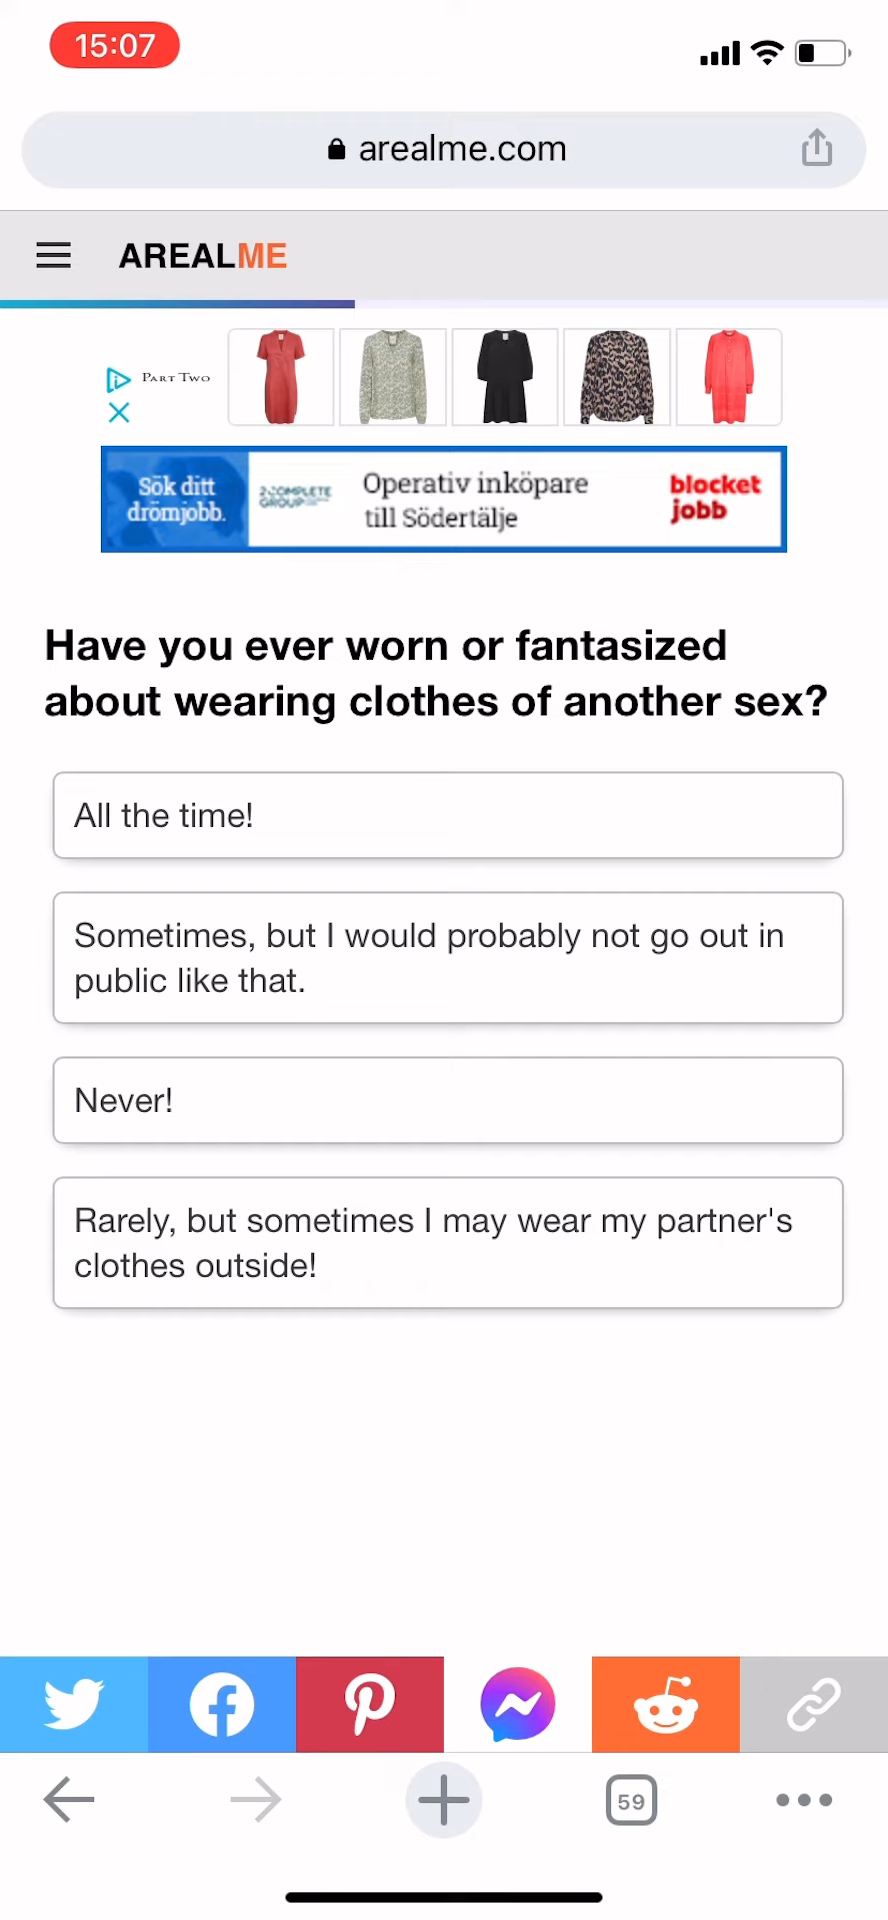 15:07
arealme.com
AREALME
PART TWO
Sök ditt
drömjobb.
COMPLETE
GROUP
Operativ inköpare
till Södertälje
blocket
jobb
Have you ever worn or fantasized
about wearing clothes of another sex?
All the time!
Sometimes, but I would probably not go out in
public like that.
Never!
Rarely, but sometimes I may wear my partner's
clothes outside!
59